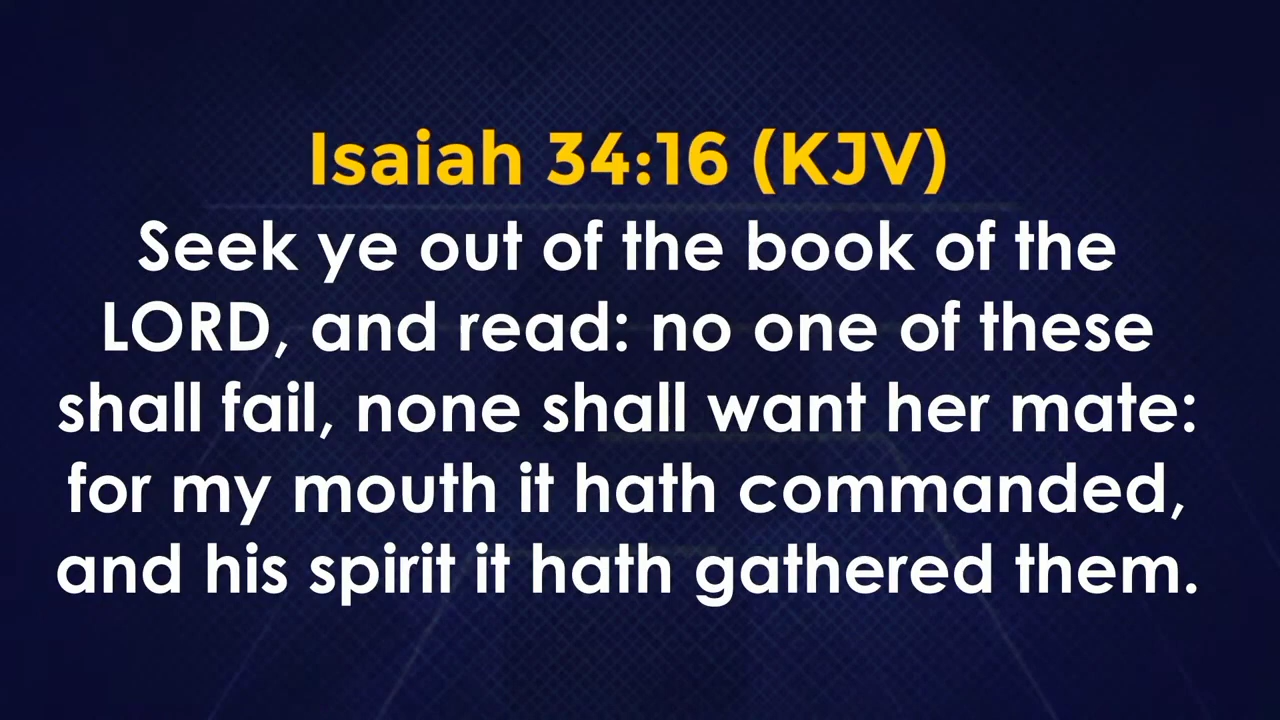 Isaiah 34:16 (KJV)
Seek ye out of the book of the
LORD, and read: no one of these
shall fail, none shall want her mate:
for my mouth it hath commanded,
and his spirit it hath gathered them.